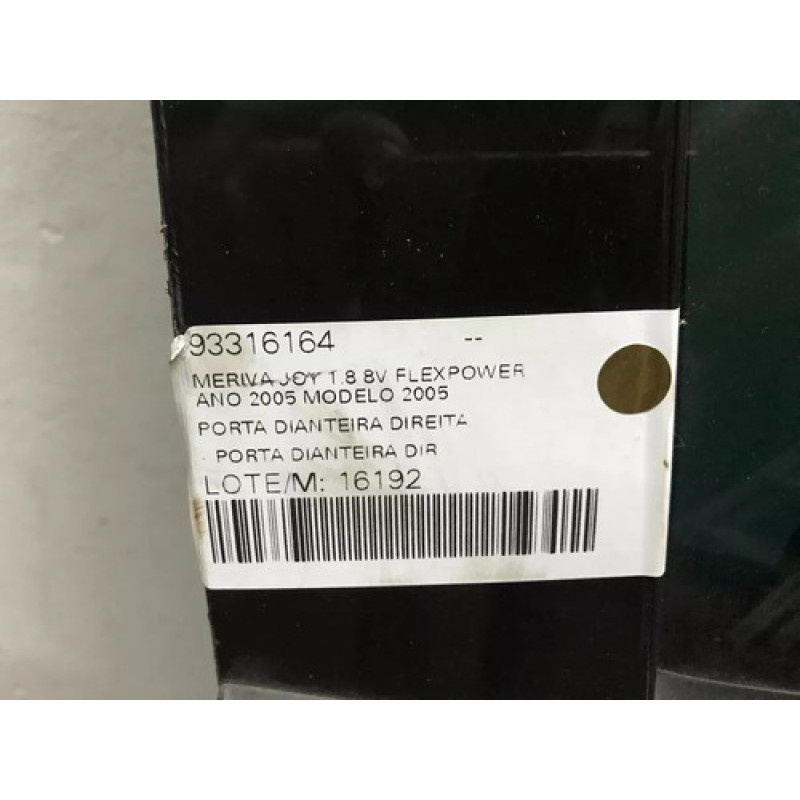 93316164 --
MERIVA JOY 1.8 8V FLEXPOWER
ANO 2005 MODELO 2005
PORTA DIANTEIRA DIREITA
- PORTA DIANTEIRA DIR
LOTE/M: 16192